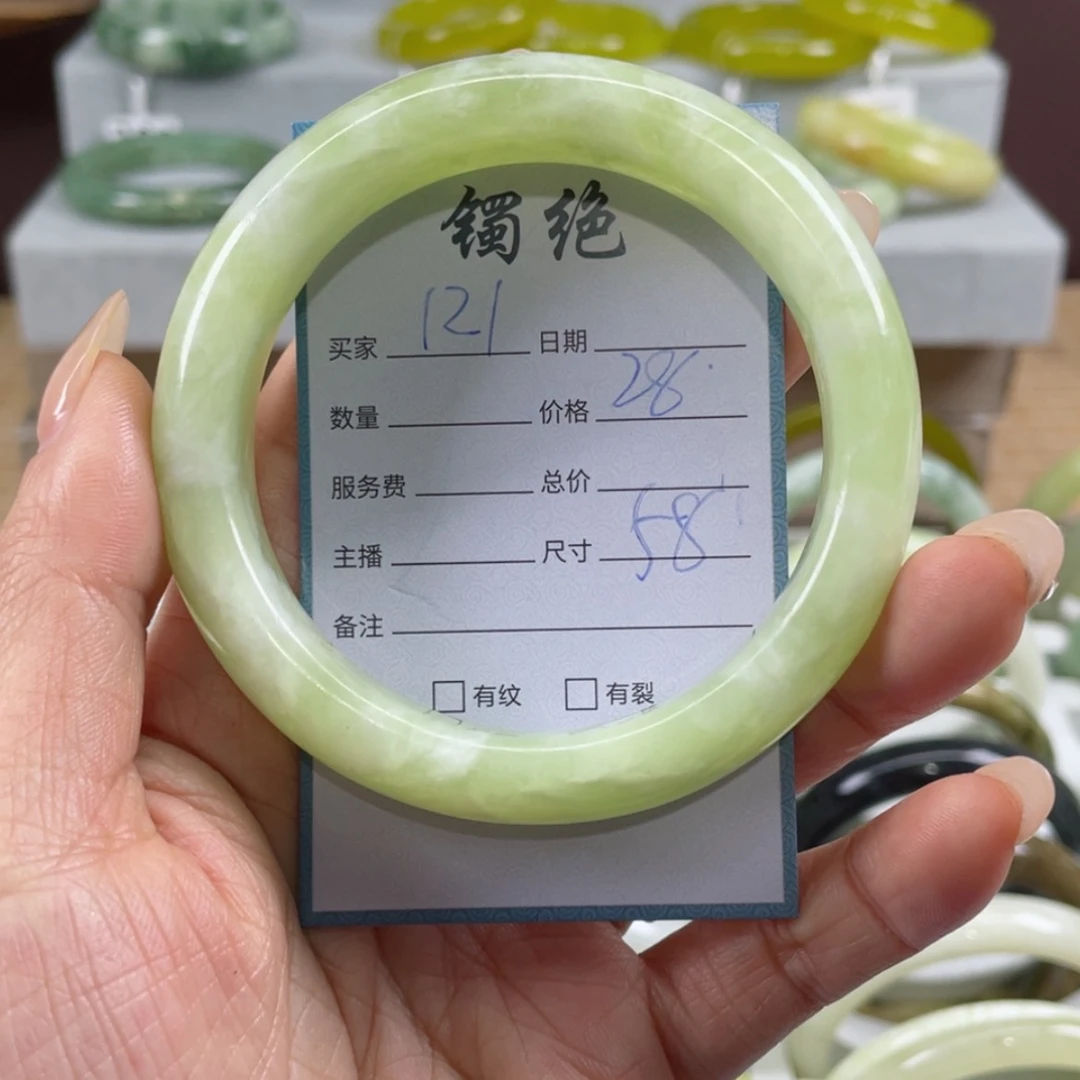 镯绝
买家 121 日期
数量 价格 28
服务费 总价
主播 尺寸 58
备注
□有纹 □有裂